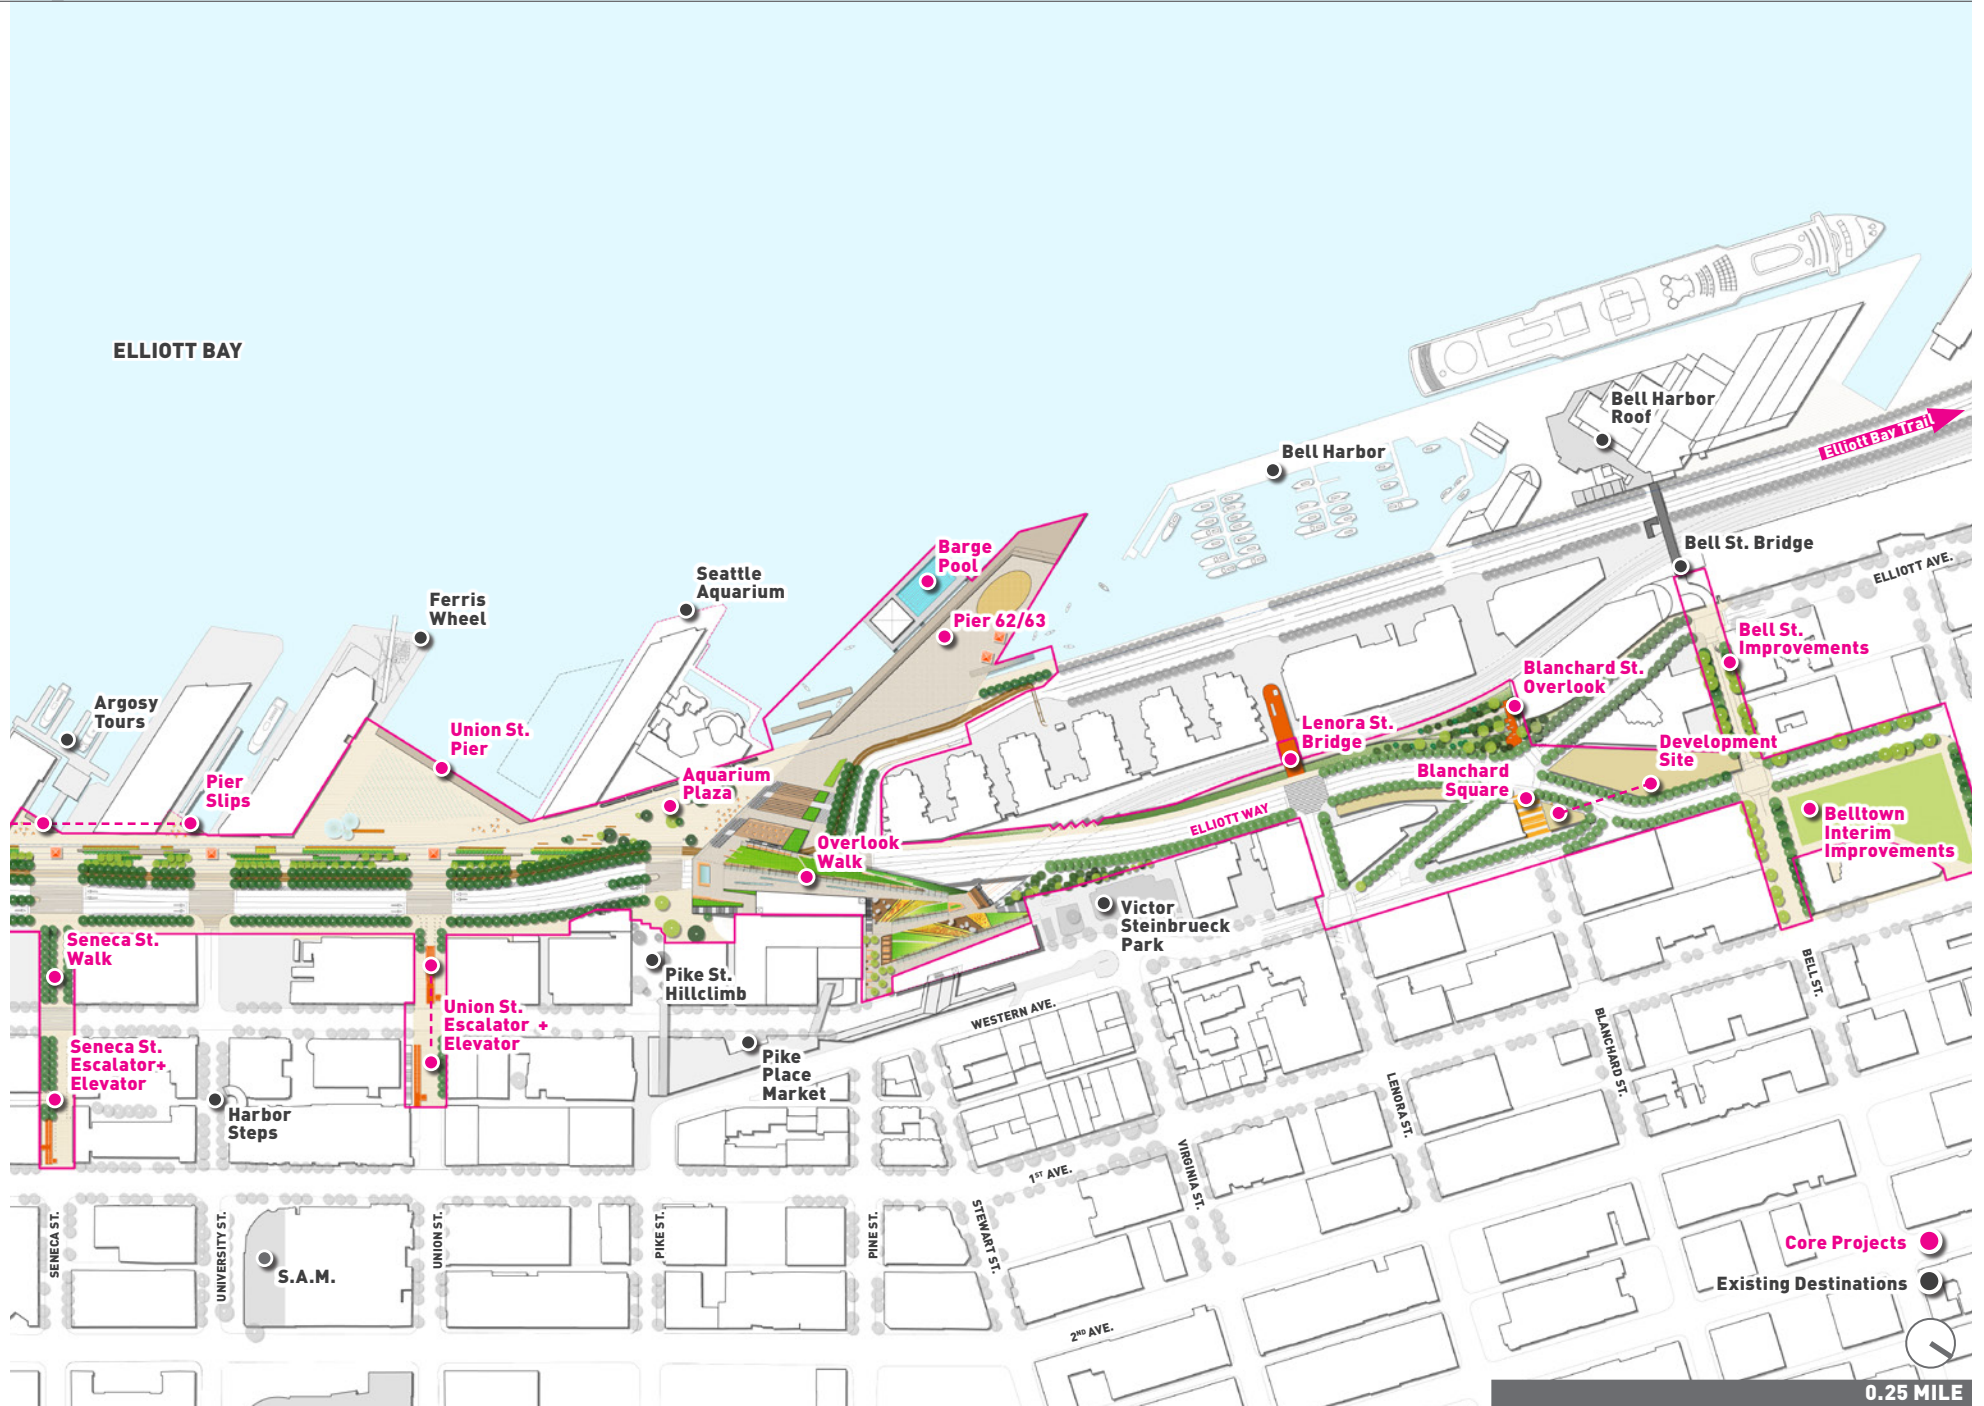 ELLIOTT BAY
Bell Harbor
Roof
Elliott Bay Trail
Bell Harbor
Bell St. Bridge
ELLIOTT AVE.
Barge
Pool
Seattle
Aquarium
Ferris
Wheel
Pier 62/63
Bell St.
Improvements
Blanchard St.
Overlook
Argosy
Tours
Union St.
Pier
Lenora St.
Bridge
Development
Site
Pier
Slips
Aquarium
Plaza
Blanchard
Square
ELLIOTT WAY
Belltown
Interim
Improvements
Overlook
Walk
Victor
Steinbrueck
Park
Seneca St.
Walk
Pike St.
Hillclimb
BELL ST.
Union St.
Escalator +
Elevator
WESTERN AVE.
BLANCHARD ST.
Seneca St.
Escalator+
Elevator
Pike
Place
Market
LENORA ST.
Harbor
Steps
VIRGINIA ST.
1ST AVE.
SENECA ST.
UNIVERSITY ST.
UNION ST.
PIKE ST.
PINE ST.
STEWART ST.
S.A.M.
Core Projects
Existing Destinations
2ND AVE.
0.25 MILE